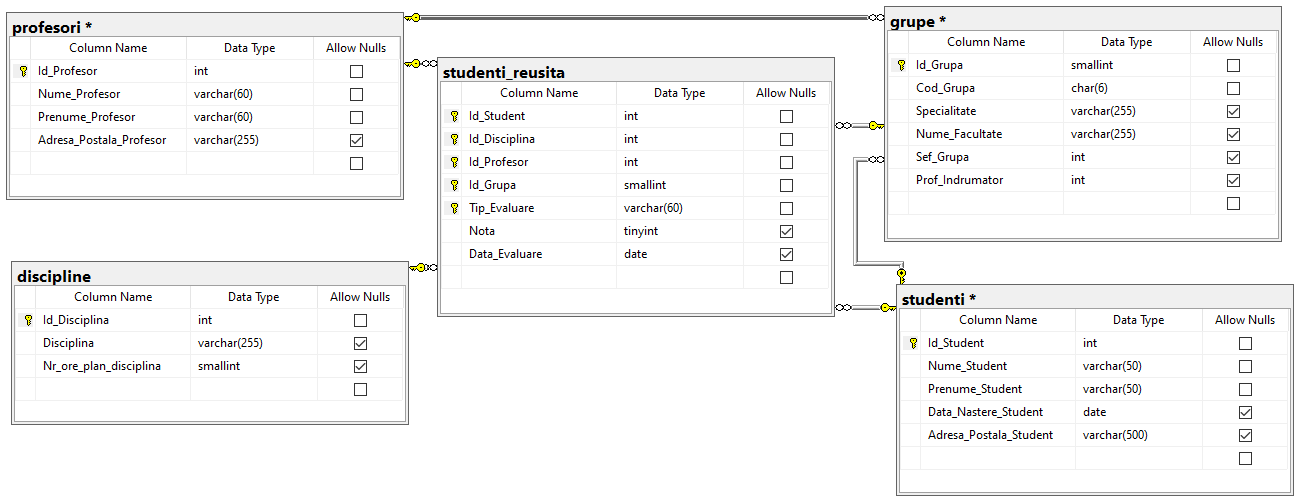 profesori *
Column Name Data Type Allow Nulls
Id_Profesor int
Nume_Profesor varchar(60)
Prenume_Profesor varchar(60)
Adresa_Postala_Profesor varchar(255)
studenti_reusita
Column Name Data Type Allow Nulls
Id_Student int
Id_Disciplina int
Id_Profesor int
Id_Grupa smallint
Tip_Evaluare varchar(60)
Nota tinyint
Data_Evaluare date
grupe *
Column Name Data Type Allow Nulls
Id_Grupa smallint
Cod_Grupa char(6)
Specialitate varchar(255)
Nume_Facultate varchar(255)
Sef_Grupa int
Prof_Indrumator int
discipline
Column Name Data Type Allow Nulls
Id_Disciplina int
Disciplina varchar(255)
Nr_ore_plan_disciplina smallint
studenti *
Column Name Data Type Allow Nulls
Id_Student int
Nume_Student varchar(50)
Prenume_Student varchar(50)
Data_Nastere_Student date
Adresa_Postala_Student varchar(500)